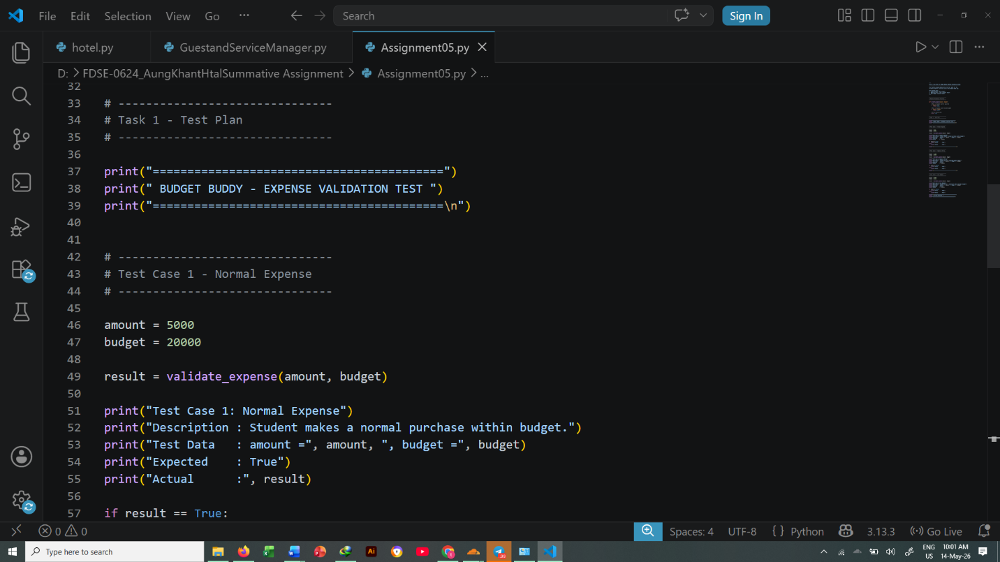 File Edit Selection View Go ··· Search Sign In
hotel.py GuestandServiceManager.py Assignment05.py
D: > FDSE-0624_AungKhantHtalSummative Assignment > Assignment05.py > ...
32
33 # -------------------------------
34 # Task 1 - Test Plan
35 # -------------------------------
36
37 print("==========================================")
38 print(" BUDGET BUDDY - EXPENSE VALIDATION TEST ")
39 print("==========================================\n")
40
41
42 # -------------------------------
43 # Test Case 1 - Normal Expense
44 # -------------------------------
45
46 amount = 5000
47 budget = 20000
48
49 result = validate_expense(amount, budget)
50
51 print("Test Case 1: Normal Expense")
52 print("Description : Student makes a normal purchase within budget.")
53 print("Test Data   : amount =", amount, ", budget =", budget)
54 print("Expected    : True")
55 print("Actual      :", result)
56
57 if result == True:
0 0 Spaces: 4 UTF-8 { } Python 3.13.3 Go Live
Type here to search ENG 10:01 AM
US 14-May-26